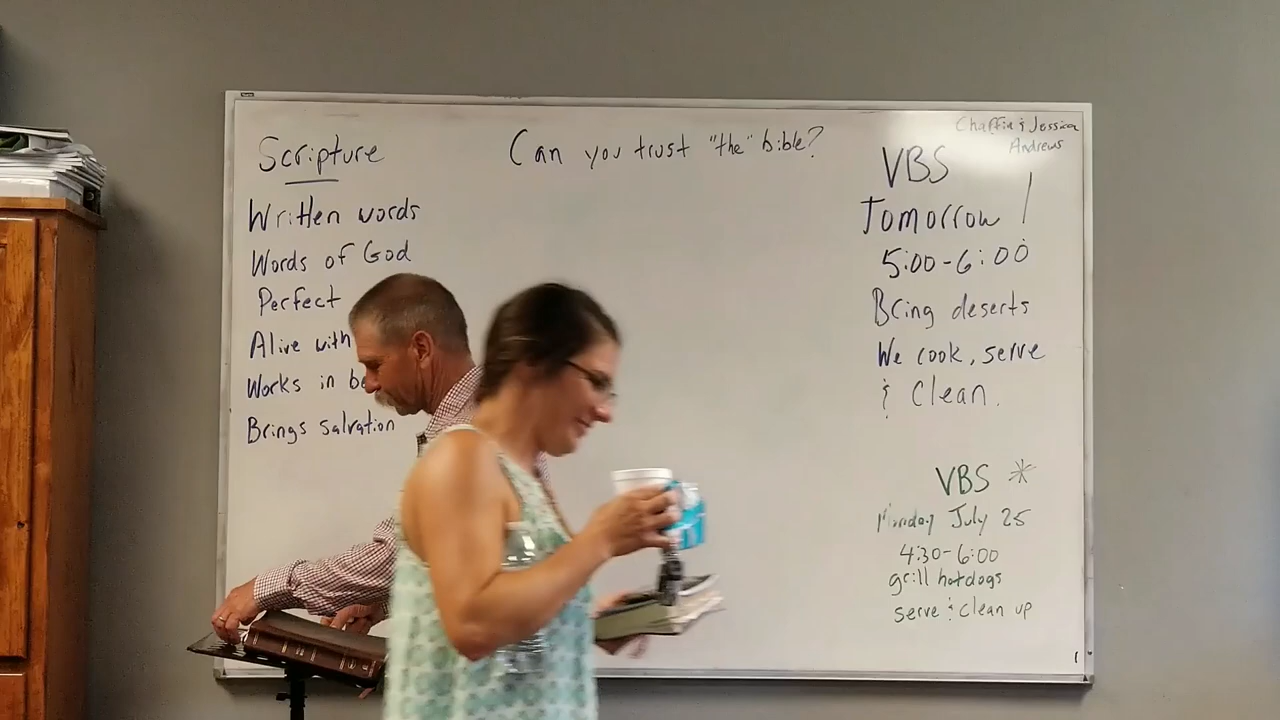 Scripture
Written words
Words of God
Perfect
Alive with
Works in be
Brings salvation
Can you trust "the" bible?
Chaffin & Jessica
Andrews
VBS
Tomorrow!
5:00-6:00
Bring deserts
We cook, serve
& Clean.
VBS *
Monday July 25
4:30-6:00
grill hotdogs
serve & clean up